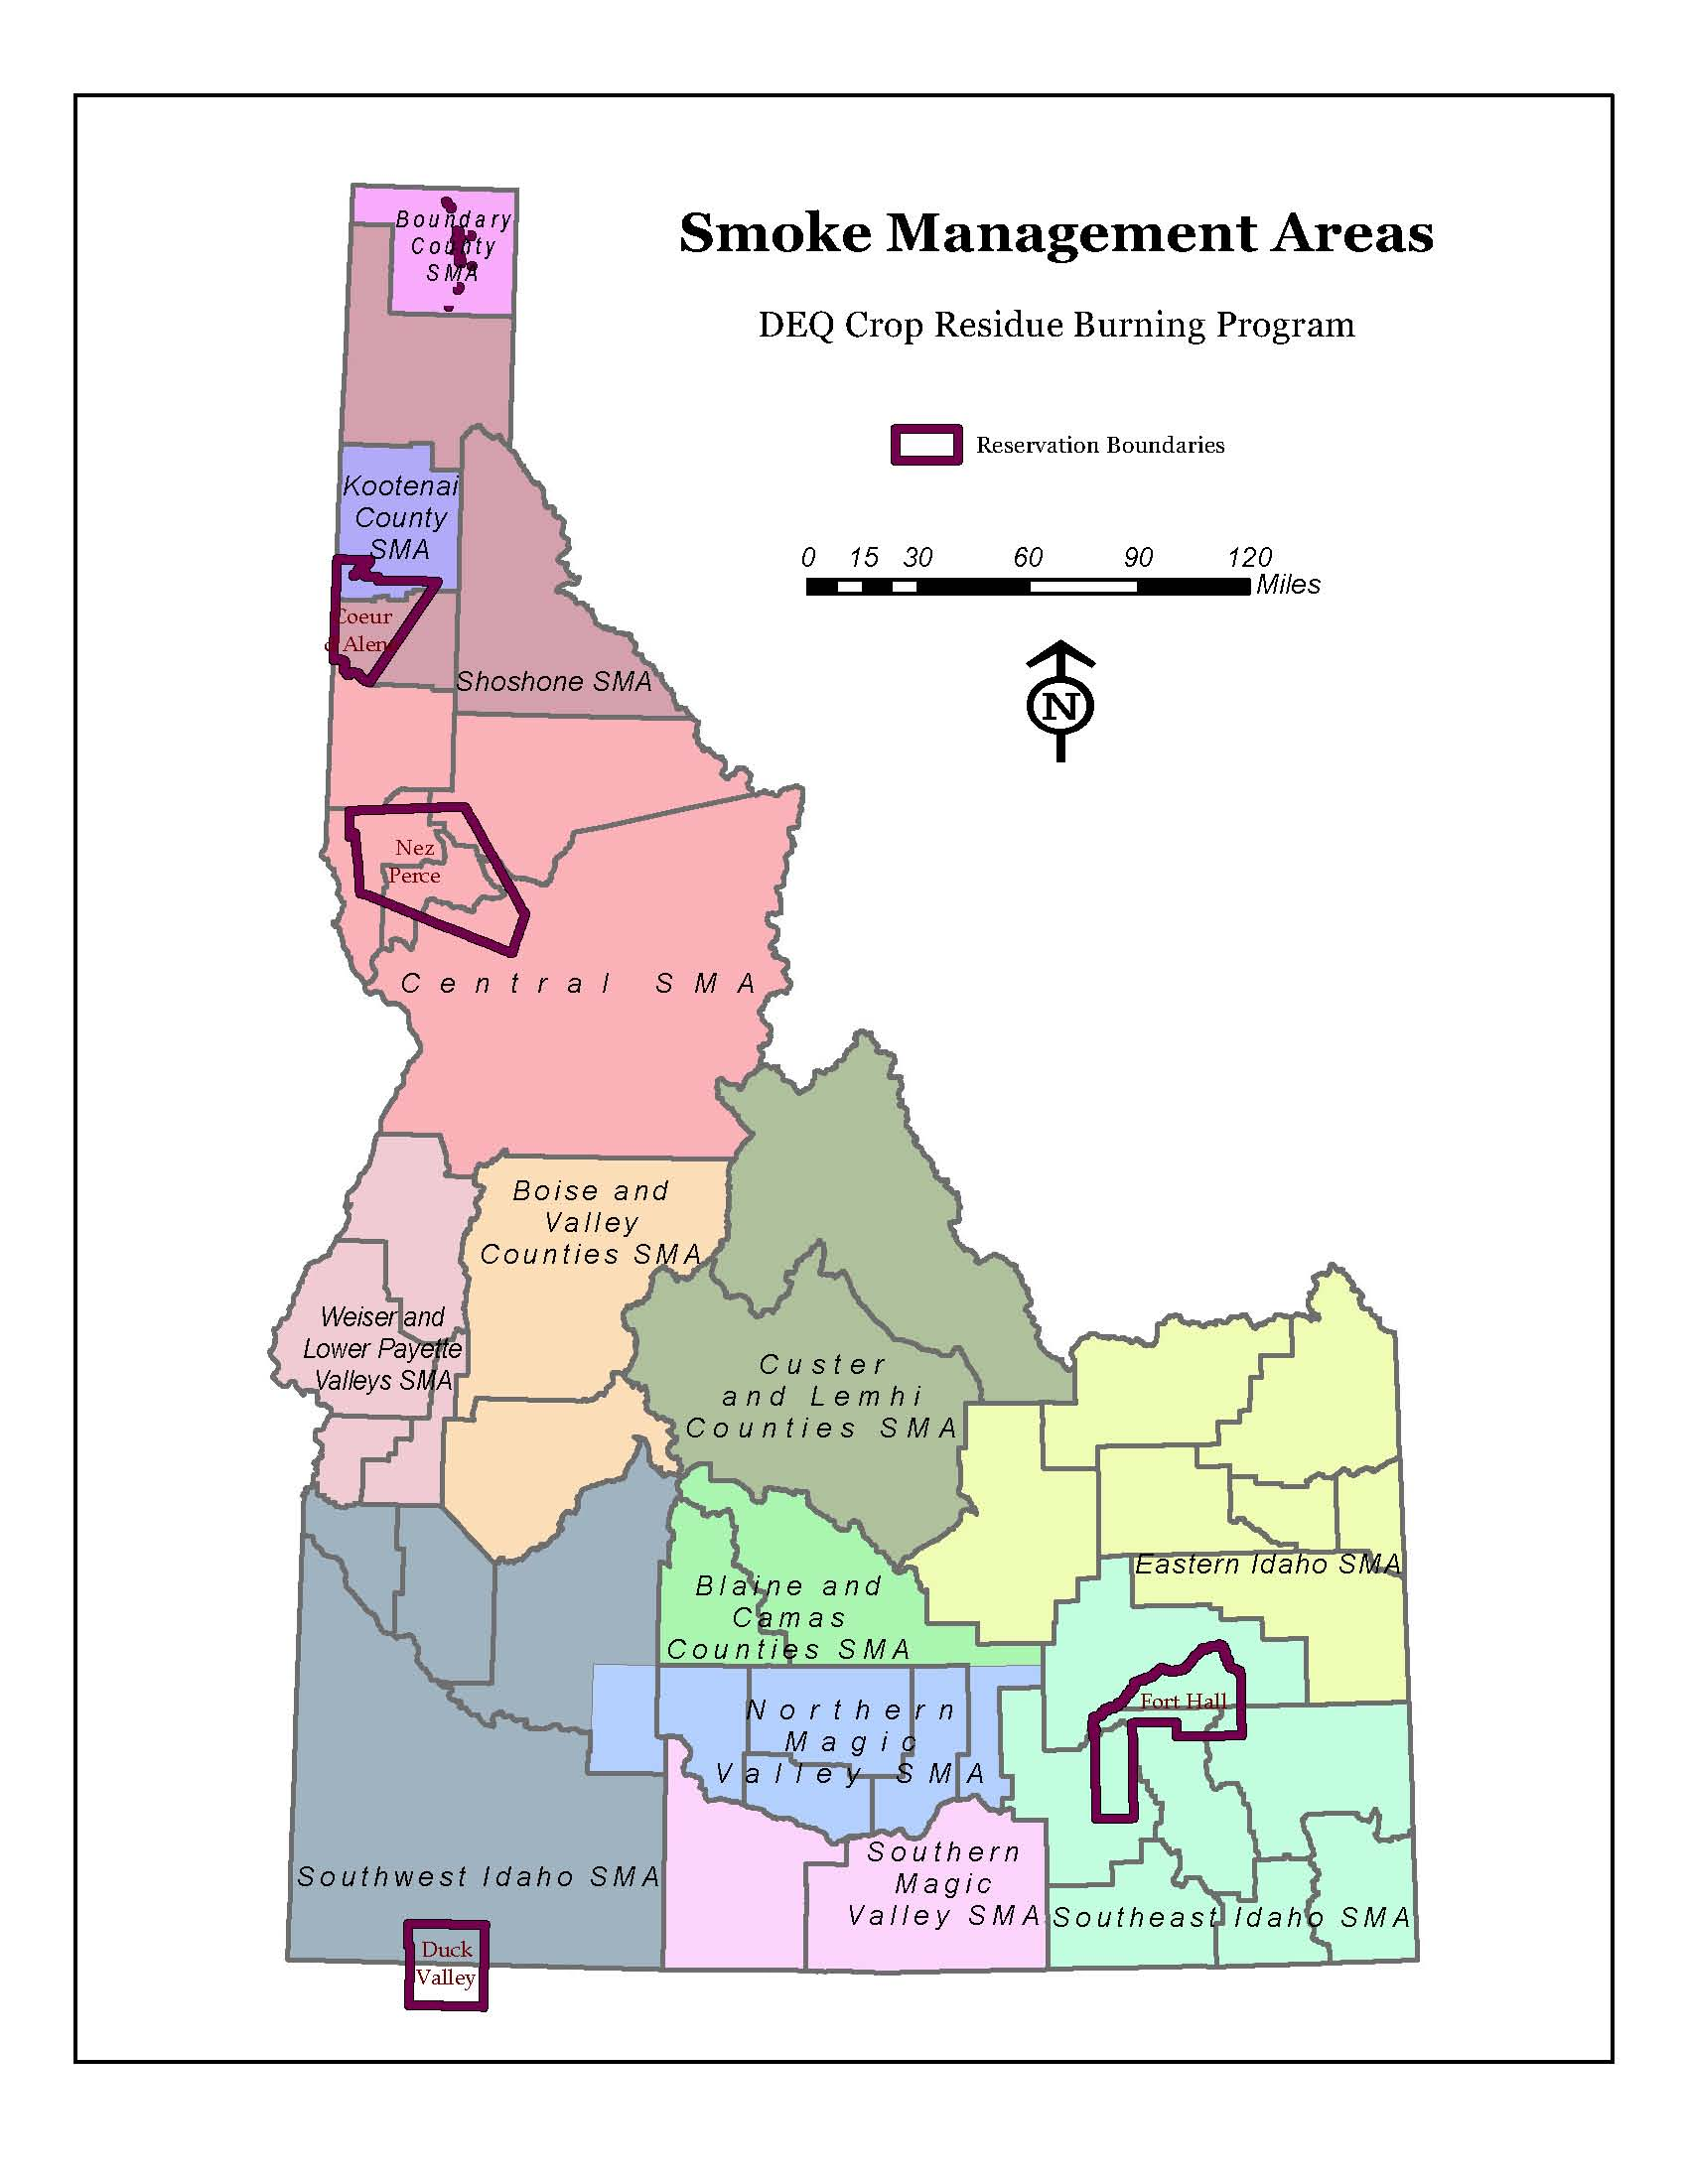 Smoke Management Areas
DEQ Crop Residue Burning Program
Reservation Boundaries
0 15 30 60 90 120
Miles
N
Boundary
County
SMA
Kootenai
County
SMA
Coeur
d'Alene
Shoshone SMA
Nez
Perce
Central SMA
Boise and
Valley
Counties SMA
Weiser and
Lower Payette
Valleys SMA
Custer
and Lemhi
Counties SMA
Eastern Idaho SMA
Blaine and
Camas
Counties SMA
Fort Hall
Northern
Magic
Valley SMA
Southern
Magic
Valley SMA
Southwest Idaho SMA
Southeast Idaho SMA
Duck
Valley